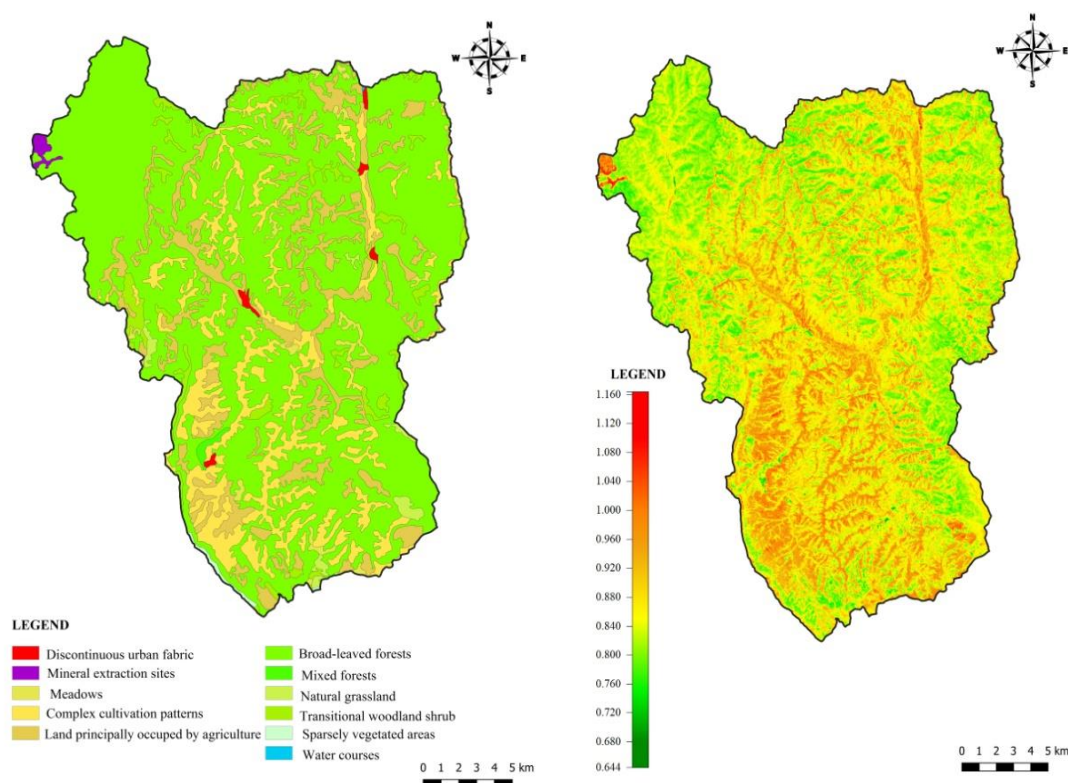 N
W E
S
LEGEND
Discontinuous urban fabric
Mineral extraction sites
Meadows
Complex cultivation patterns
Land principally occuped by agriculture
Broad-leaved forests
Mixed forests
Natural grassland
Transitional woodland shrub
Sparsely vegetated areas
Water courses
0 1 2 3 4 5 km
N
W E
S
LEGEND
1.160
1.120
1.080
1.040
1.000
0.960
0.920
0.880
0.840
0.800
0.760
0.720
0.680
0.644
0 1 2 3 4 5 km